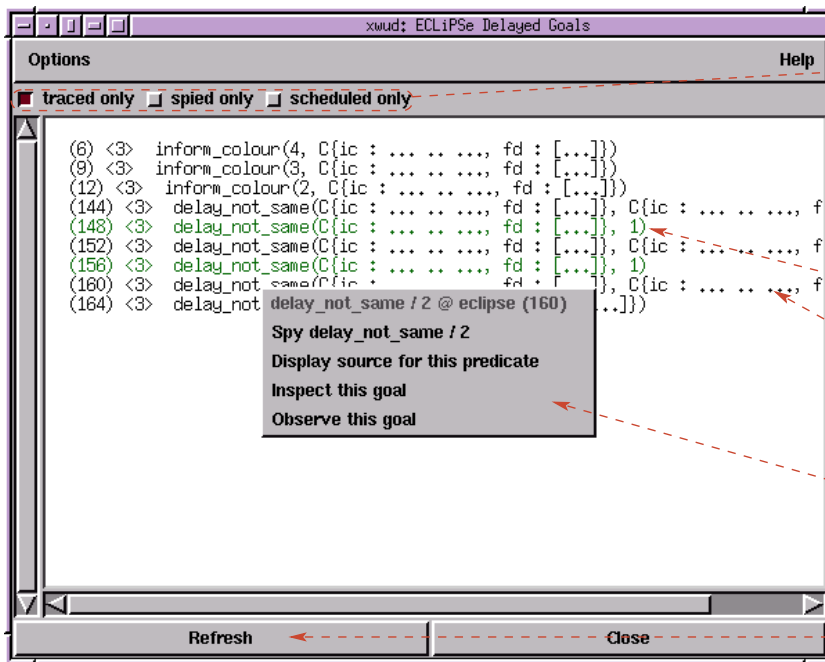 xwud: ECLiPSe Delayed Goals
Options Help
traced only spied only scheduled only
(6) <3> inform_colour(4, C{ic : ... .. ..., fd : [...]})
(9) <3> inform_colour(3, C{ic : ... .. ..., fd : [...]})
(12) <3> inform_colour(2, C{ic : ... .. ..., fd : [...]})
(144) <3> delay_not_same(C{ic : ... .. ..., fd : [...]}, C{ic : ... .. ..., f
(148) <3> delay_not_same(C{ic : ... .. ..., fd : [...]}, 1)
(152) <3> delay_not_same(C{ic : ... .. ..., fd : [...]}, C{ic : ... .. ..., f
(156) <3> delay_not_same(C{ic : ... .. ..., fd : [...]}, 1)
(160) <3> delay_not_same(C{ic : ... .. ..., fd : [...]}, C{ic : ... .. ..., f
(164) <3> delay_not ...]})
delay_not_same / 2 @ eclipse (160)
Spy delay_not_same / 2
Display source for this predicate
Inspect this goal
Observe this goal
Refresh Close